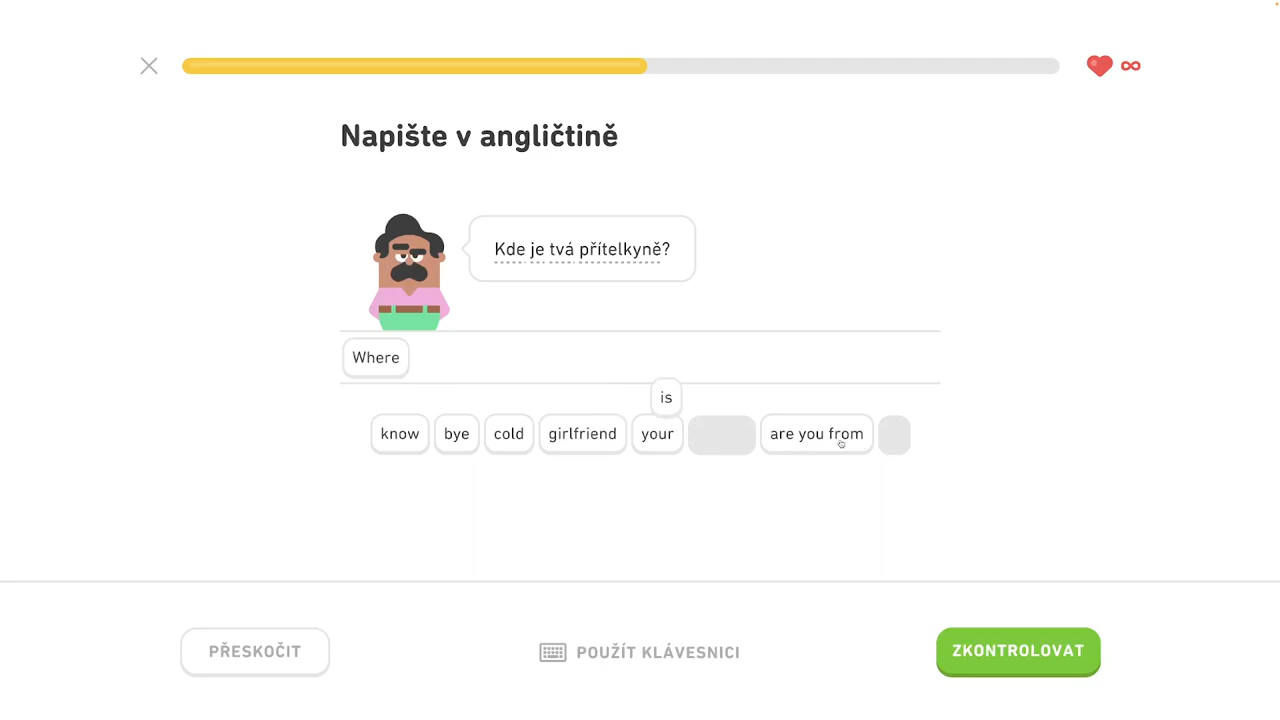 Napište v angličtině
Kde je tvá přítelkyně?
Where
is
know bye cold girlfriend your are you from
PŘESKOČIT POUŽÍT KLÁVESNICI ZKONTROLOVAT